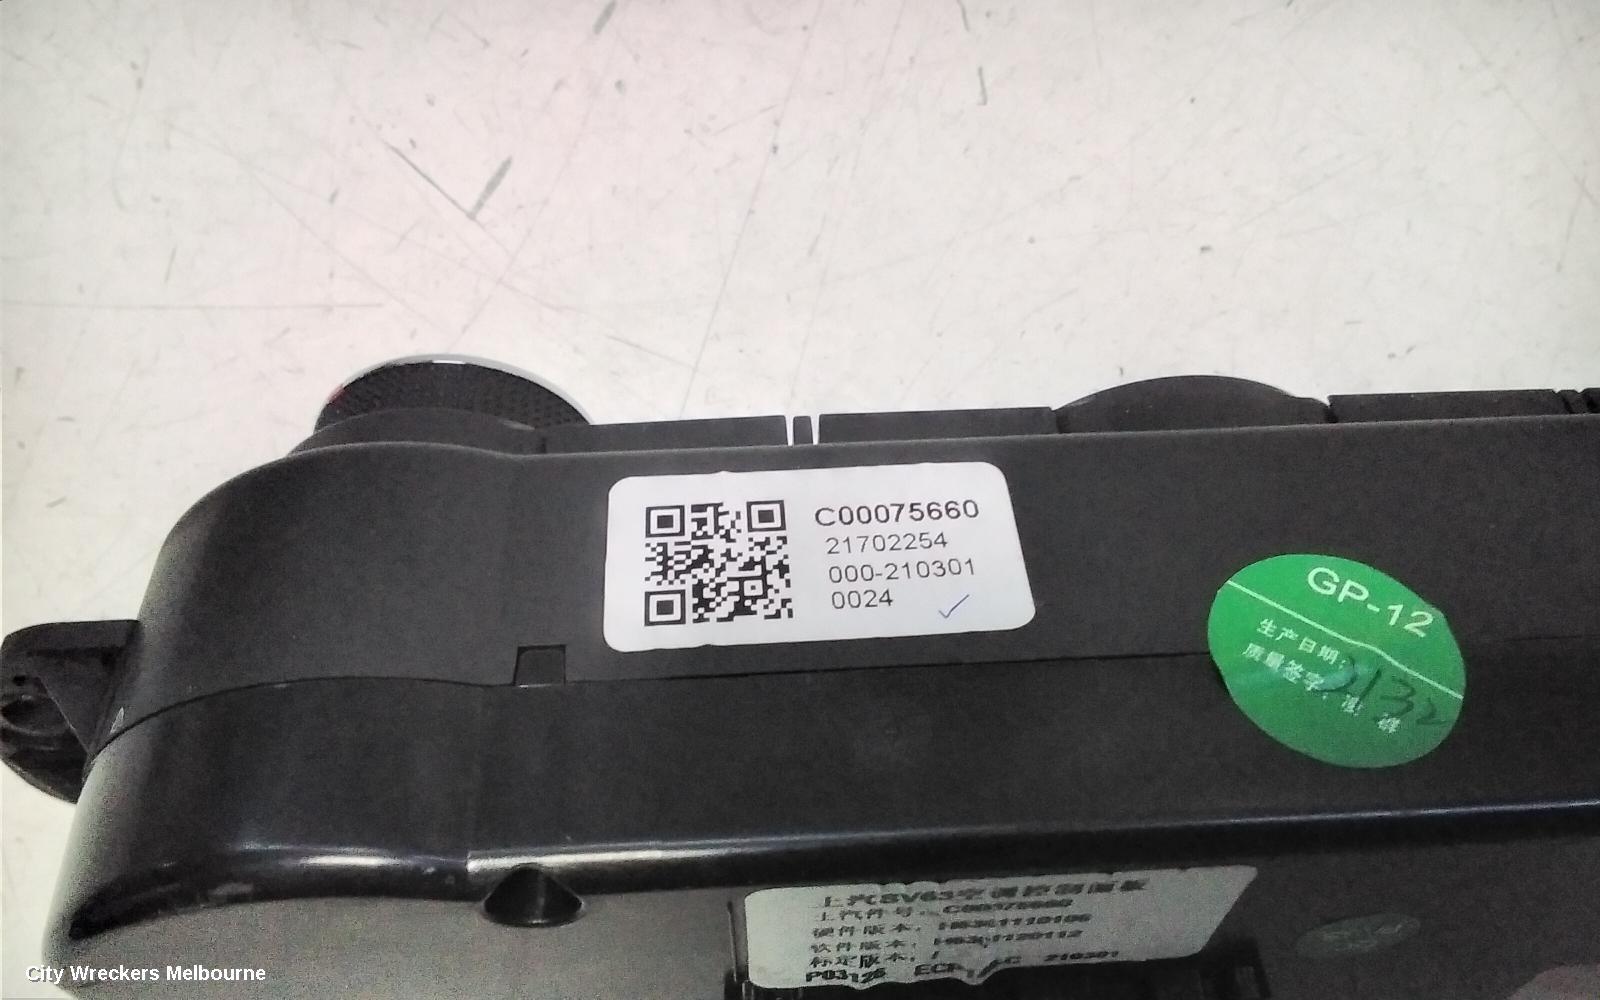 C00075660
21702254
000-210301
0024
GP-12
生产日期:
质量签字:
2132
上汽SV63空调控制面板
上汽件号: C00075660
硬件版本:
软件版本:
标定版本: /
210301
City Wreckers Melbourne